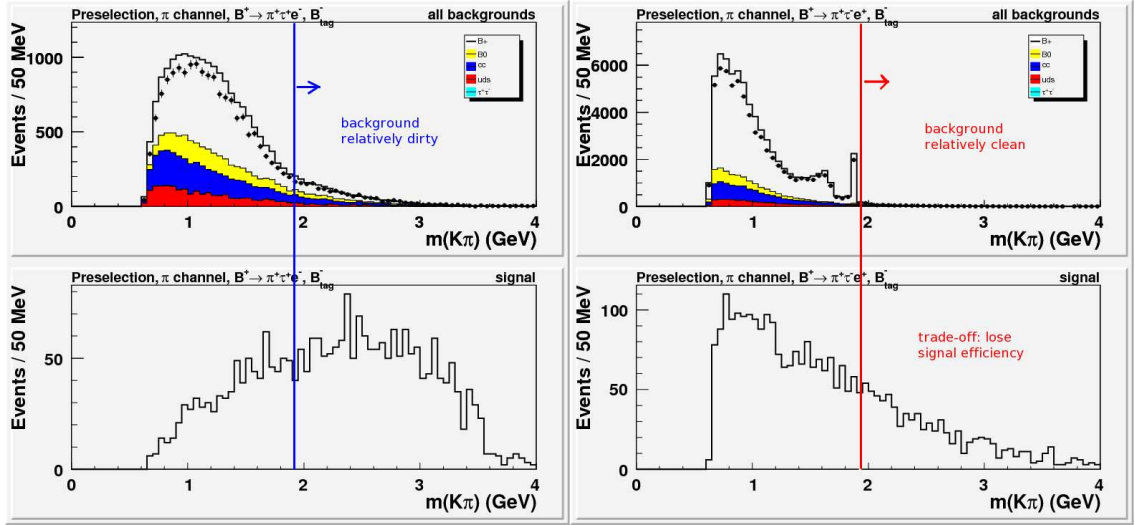 Preselection, π channel, B⁺→ π⁺τ⁺e⁻, B⁻tag all backgrounds
Events / 50 MeV
1000
500
0
B+
B0
cc
uds
τ⁺τ
background
relatively dirty
0 1 2 3 4
m(Kπ) (GeV)
Preselection, π channel, B⁺→ π⁺τ⁻e⁺, B⁻tag all backgrounds
Events / 50 MeV
6000
4000
2000
0
B+
B0
cc
uds
τ⁺τ
background
relatively clean
0 1 2 3 4
m(Kπ) (GeV)
Preselection, π channel, B⁺→ π⁺τ⁺e⁻, B⁻tag signal
Events / 50 MeV
50
0
0 1 2 3 4
m(Kπ) (GeV)
Preselection, π channel, B⁺→ π⁺τ⁻e⁺, B⁻tag signal
Events / 50 MeV
100
50
0
trade-off: lose
signal efficiency
0 1 2 3 4
m(Kπ) (GeV)